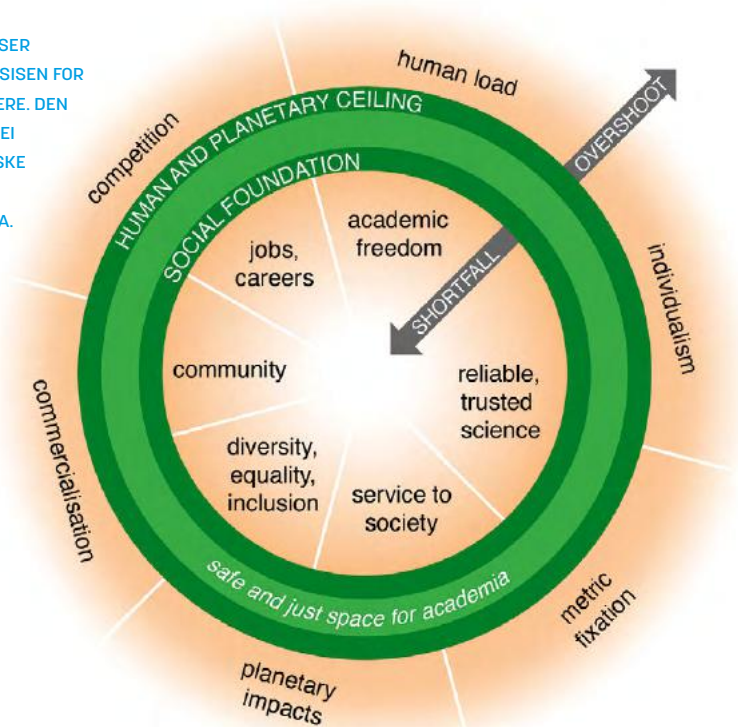 SER
SISEN FOR
ERE. DEN
EI
SKE
A.
human load
OVERSHOOT
competition
HUMAN AND PLANETARY CEILING
SOCIAL FOUNDATION
academic
freedom
jobs,
careers
SHORTFALL
individualism
community
reliable,
trusted
science
commercialisation
diversity,
equality,
inclusion
service to
society
safe and just space for academia
metric
fixation
planetary
impacts